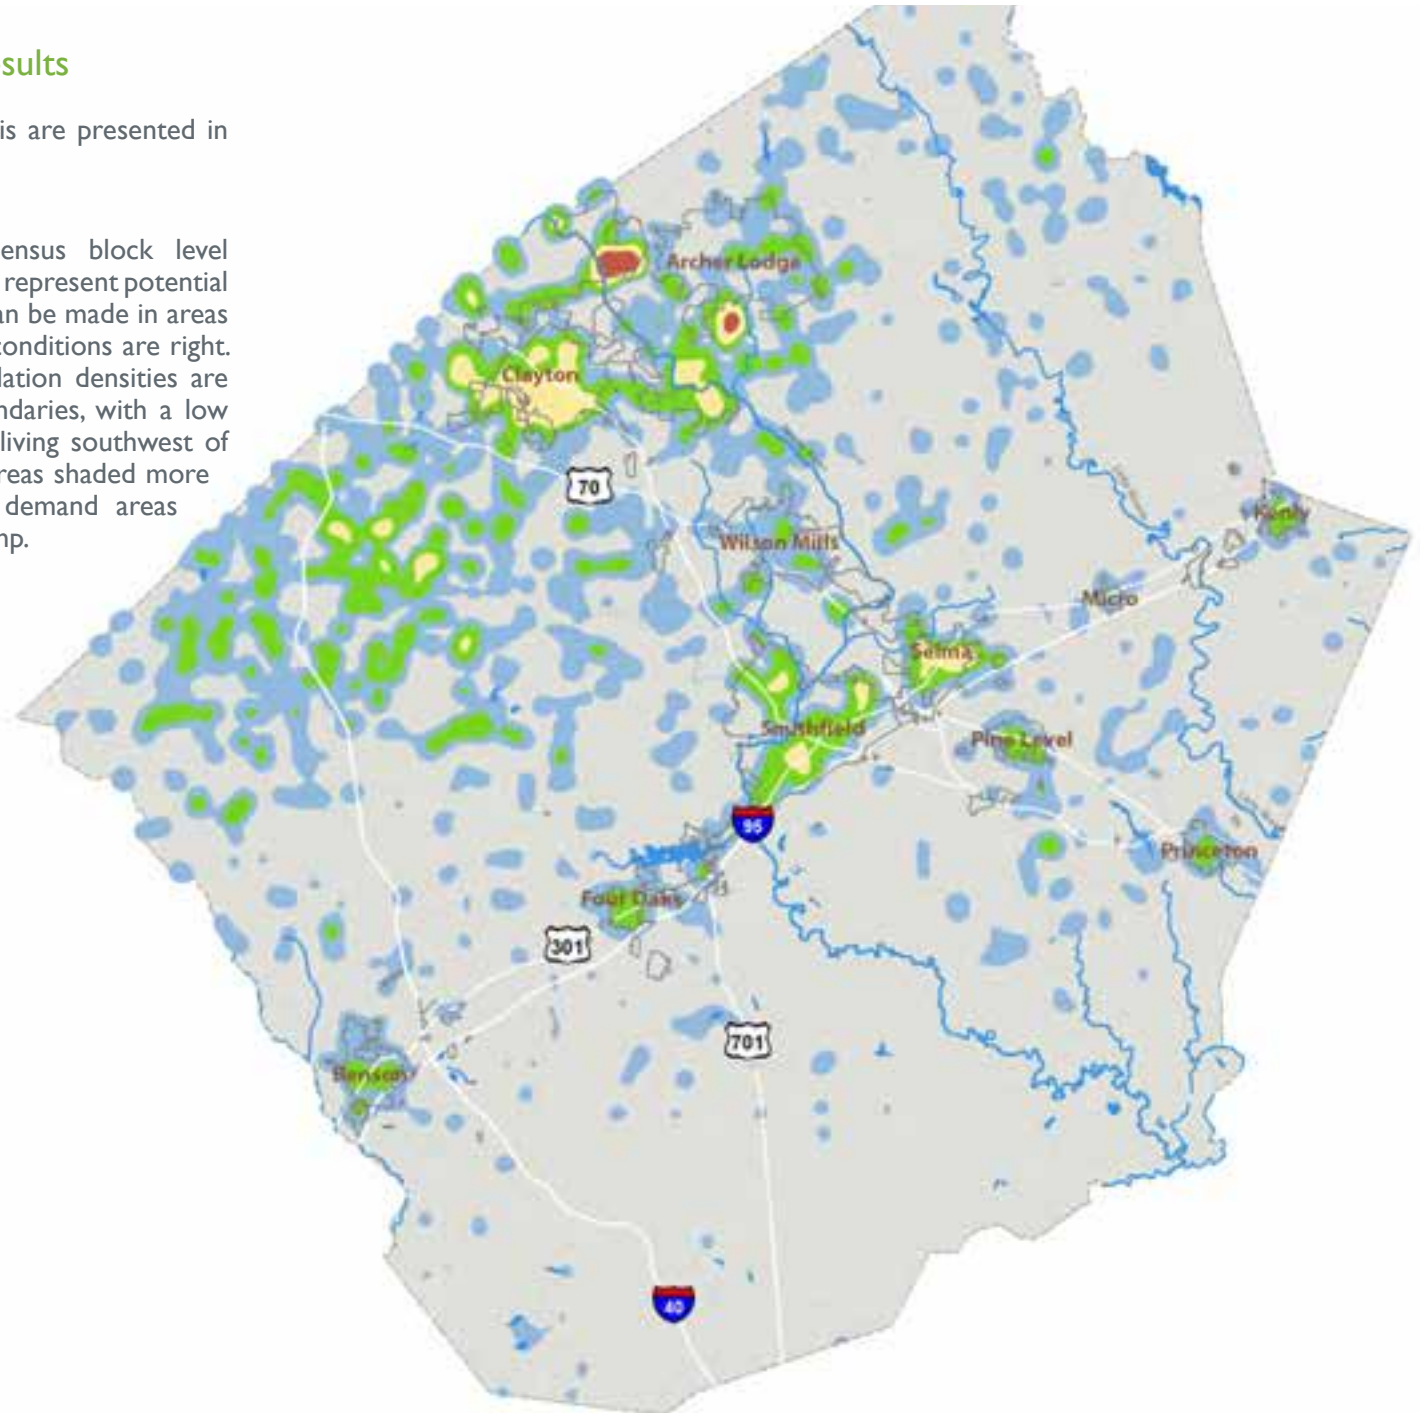 sults
is are presented in
ensus block level
represent potential
an be made in areas
conditions are right.
lation densities are
ndaries, with a low
living southwest of
reas shaded more
demand areas
mp.
Archer Lodge
Clayton
70
Wilson Mills
Kenly
Micro
Selma
Smithfield
Pine Level
95
Princeton
Four Oaks
301
701
Benson
40